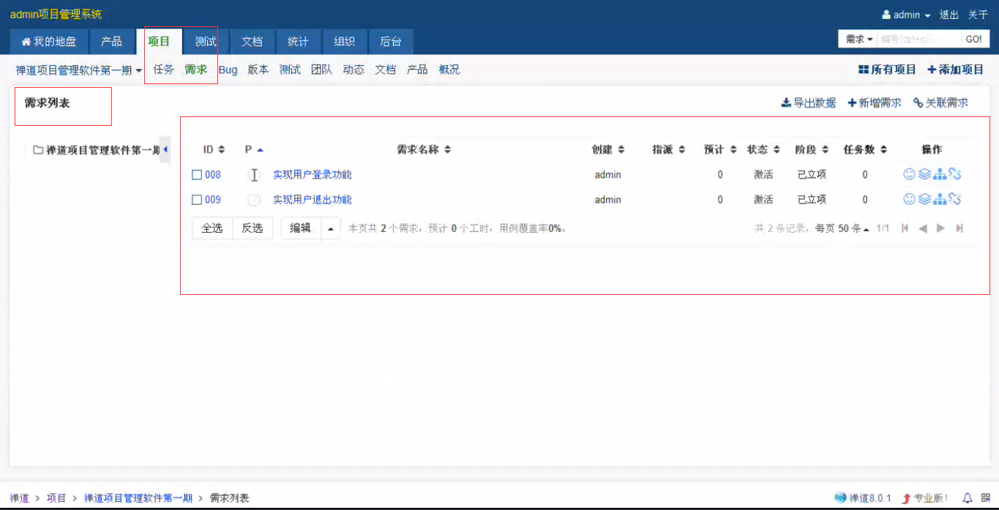 admin项目管理系统 admin 退出 关于
我的地盘 产品 项目 测试 文档 统计 组织 后台 需求 GO!
禅道项目管理软件第一期 任务 需求 Bug 版本 测试 团队 动态 文档 产品 概况 所有项目 添加项目
需求列表 导出数据 新增需求 关联需求
禅道项目管理软件第一期 ID P 需求名称 创建 指派 预计 状态 阶段 任务数 操作
008 实现用户登录功能 admin 0 激活 已立项 0
009 实现用户退出功能 admin 0 激活 已立项 0
全选 反选 编辑 本页共 2 个需求，预计 0 个工时，用例覆盖率0%。 共 2 条记录，每页 50 条 1/1
禅道 > 项目 > 禅道项目管理软件第一期 > 需求列表 禅道8.0.1 专业版！